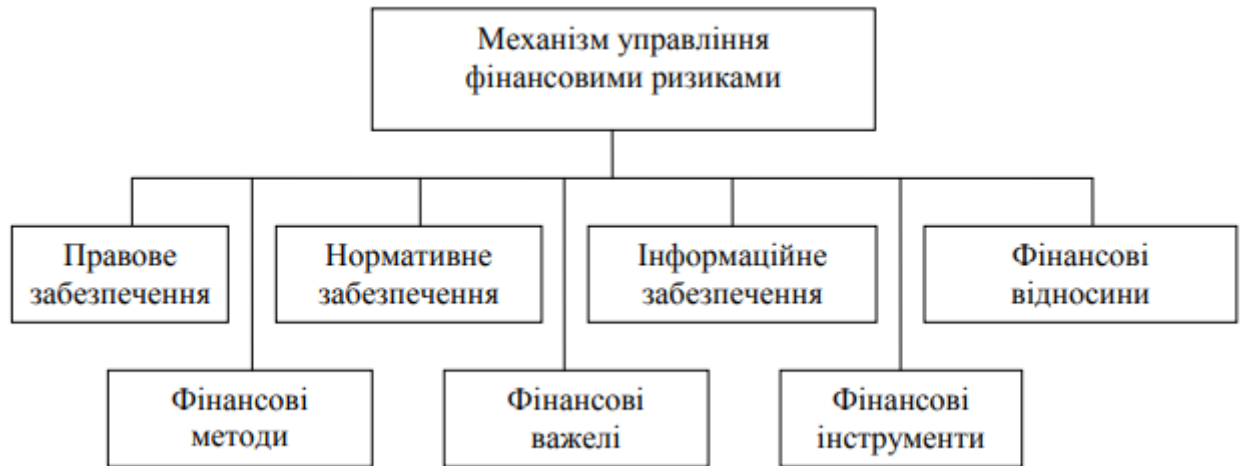 Механізм управління
фінансовими ризиками
Правове
забезпечення
Нормативне
забезпечення
Інформаційне
забезпечення
Фінансові
відносини
Фінансові
методи
Фінансові
важелі
Фінансові
інструменти